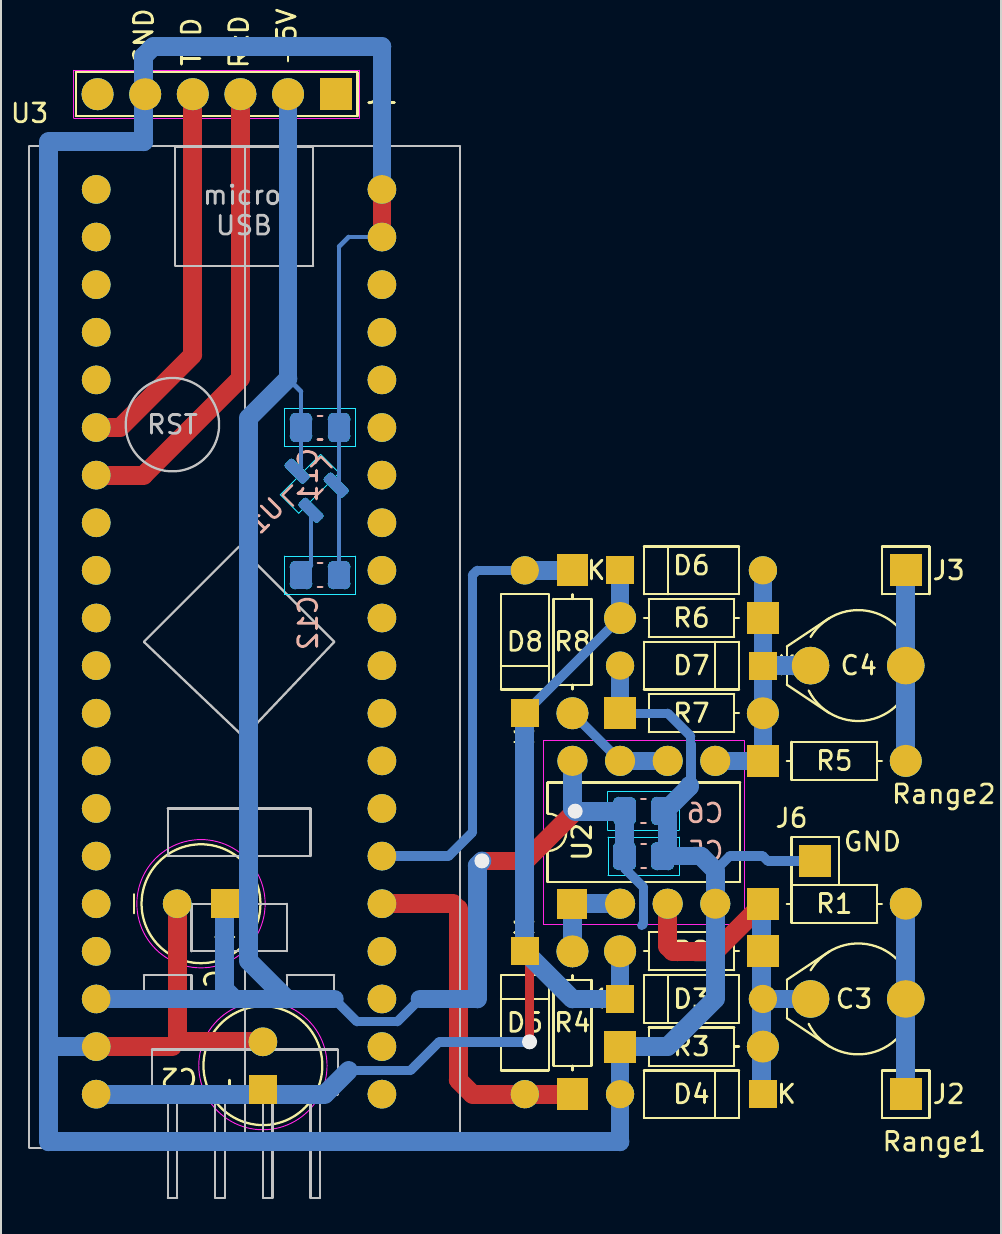 GND
TXD
RXD
+5V
U3
micro
USB
RST
C11
U1
C12
D6
K
J3
D8
R8
R6
D7
C4
R7
R5
Range2
C6
J6
GND
U2
C5
R1
D3
C3
D5
R4
R3
C2
D4
K
J2
Range1